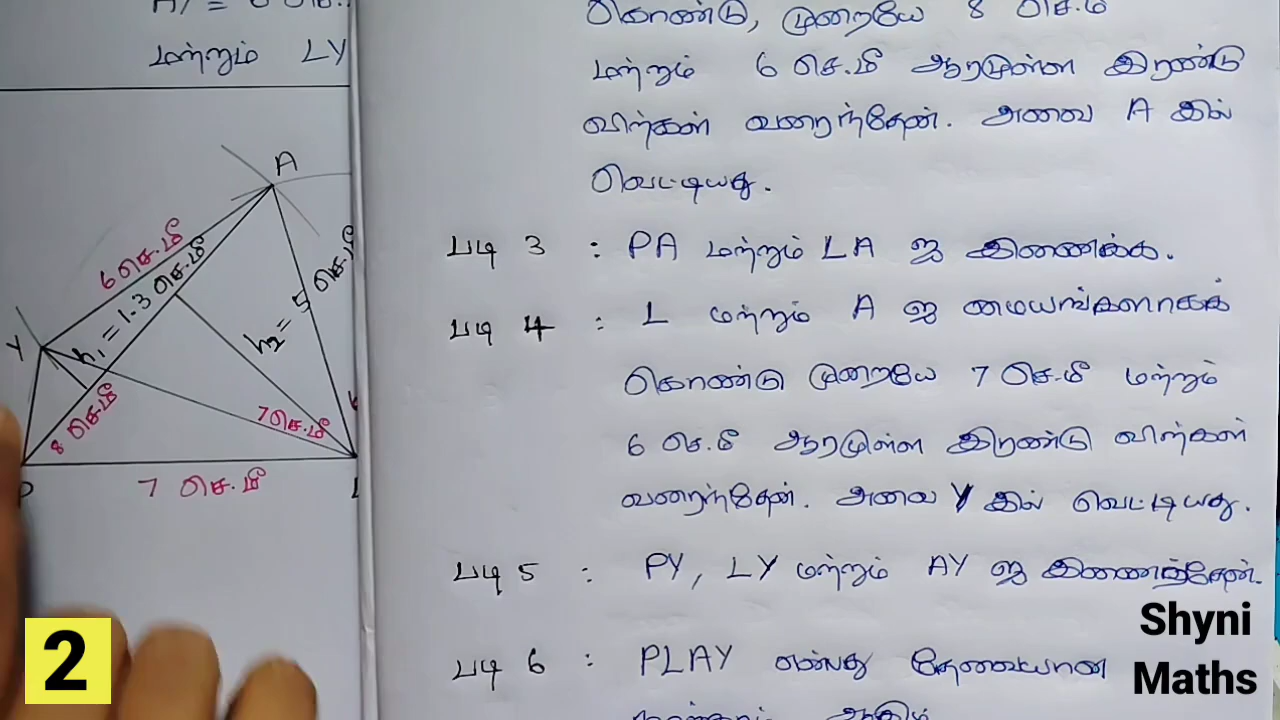 மற்றும் LY
A
6 செ.மீ
h₁ = 1.3 செ.மீ
h₂ = 5 செ.மீ
Y
8 செ.மீ
7 செ.மீ
P
L
7 செ.மீ
கொண்டு, முறையே 8 செ.மீ
மற்றும் 6 செ.மீ ஆரமுள்ள இரண்டு
விற்கள் வரைந்தேன். அவை A இல்
வெட்டியது.
படி 3 : PA மற்றும் LA ஐ இணைக்க.
படி 4 : L மற்றும் A ஐ மையங்களாகக்
கொண்டு முறையே 7 செ.மீ மற்றும்
6 செ.மீ ஆரமுள்ள இரண்டு விற்கள்
வரைந்தேன். அவை Y இல் வெட்டியது.
படி 5 : PY, LY மற்றும் AY ஐ இணைந்தேன்.
படி 6 : PLAY என்பது தேவையான
நாற்கரம் ஆகும்.
2
Shyni
Maths